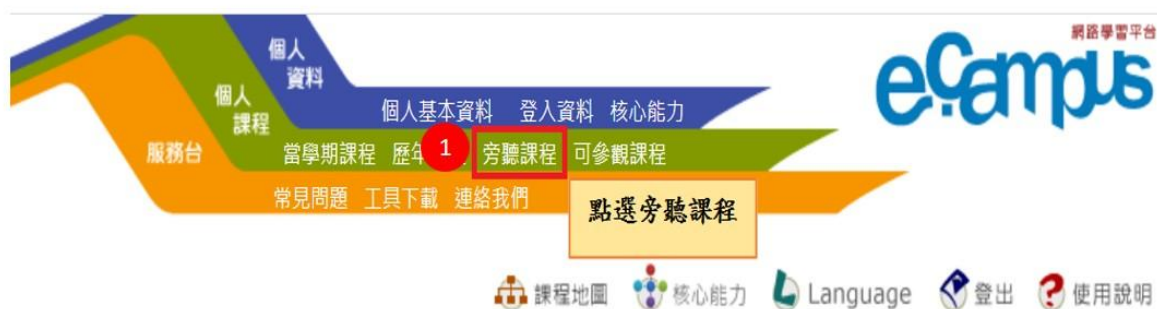 網路學習平台
eCampus
個人
資料
個人基本資料 登入資料 核心能力
個人
課程
當學期課程 歷年 1 旁聽課程 可參觀課程
服務台
常見問題 工具下載 連絡我們
點選旁聽課程
課程地圖 核心能力 Language 登出 使用說明